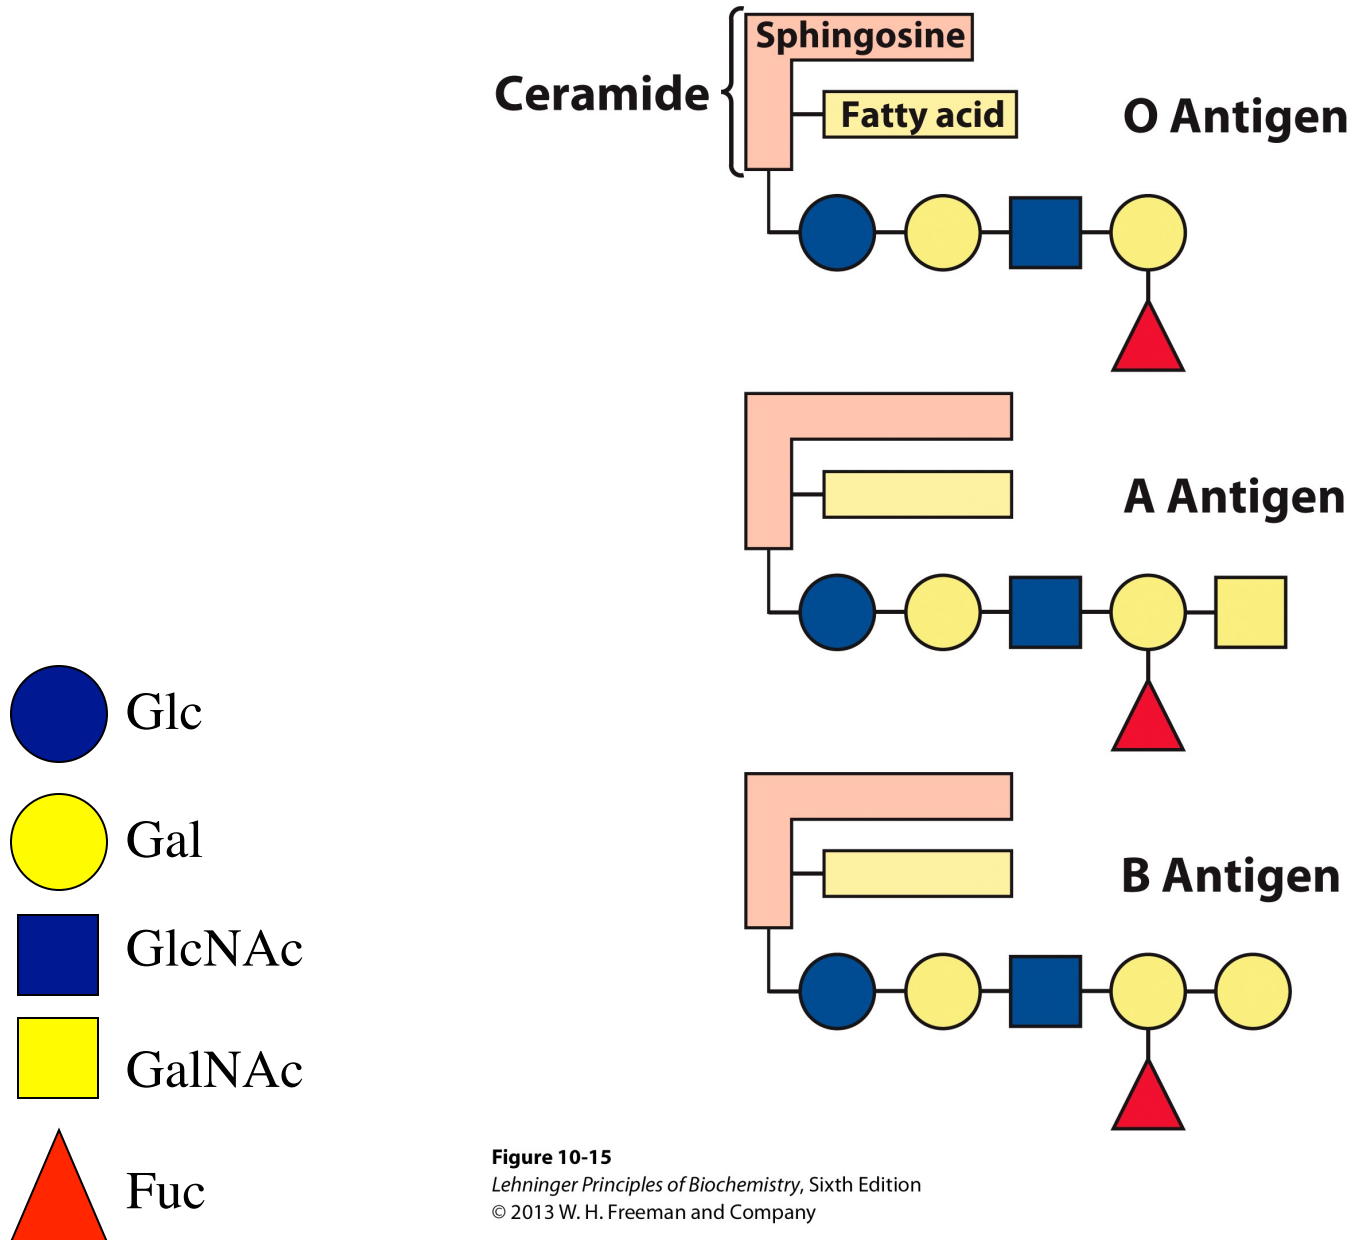 Sphingosine
Ceramide
Fatty acid
O Antigen
A Antigen
Glc
Gal
B Antigen
GlcNAc
GalNAc
Fuc
Figure 10-15
Lehninger Principles of Biochemistry, Sixth Edition
© 2013 W. H. Freeman and Company